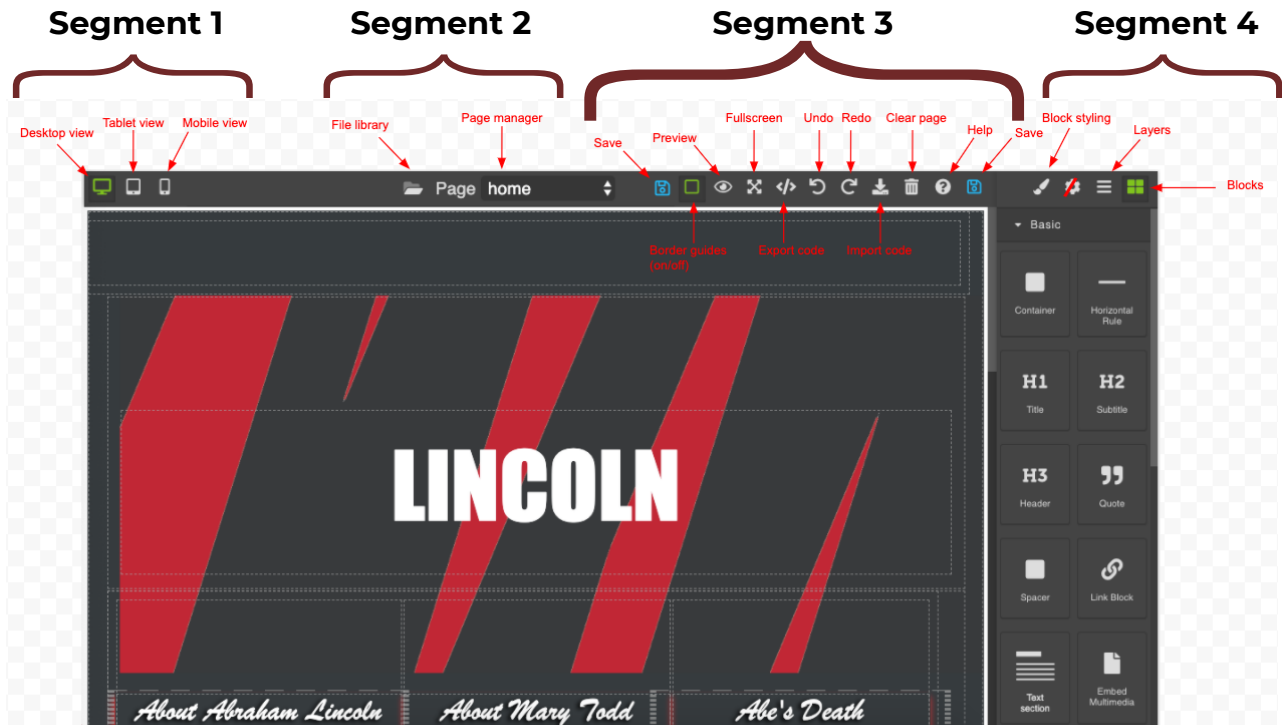 Segment 1
Segment 2
Segment 3
Segment 4
Desktop view
Tablet view
Mobile view
File library
Page manager
Save
Preview
Fullscreen
Undo
Redo
Clear page
Help
Save
Block styling
Layers
Blocks
Page
home
Border guides
(on/off)
Export code
Import code
Basic
Container
Horizontal
Rule
H1
Title
H2
Subtitle
H3
Header
Quote
Spacer
Link Block
Text
section
Embed
Multimedia
LINCOLN
About Abraham Lincoln
About Mary Todd
Abe's Death